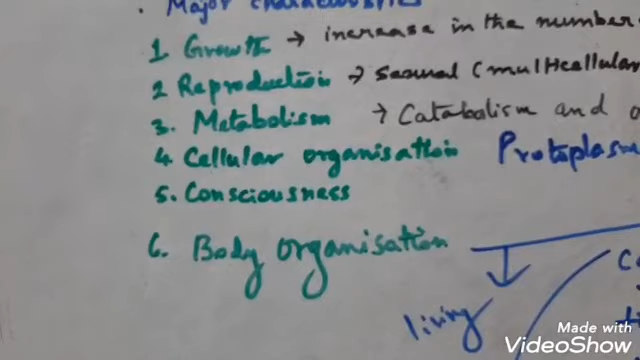 . Major
1 Growth → increase in the number
2 Reproduction → Sexual (multicellular
3. Metabolism → Catabolism and
4 Cellular organisation Protoplasm
5. Consciousness
6. Body organisation
living
Made with
VideoShow